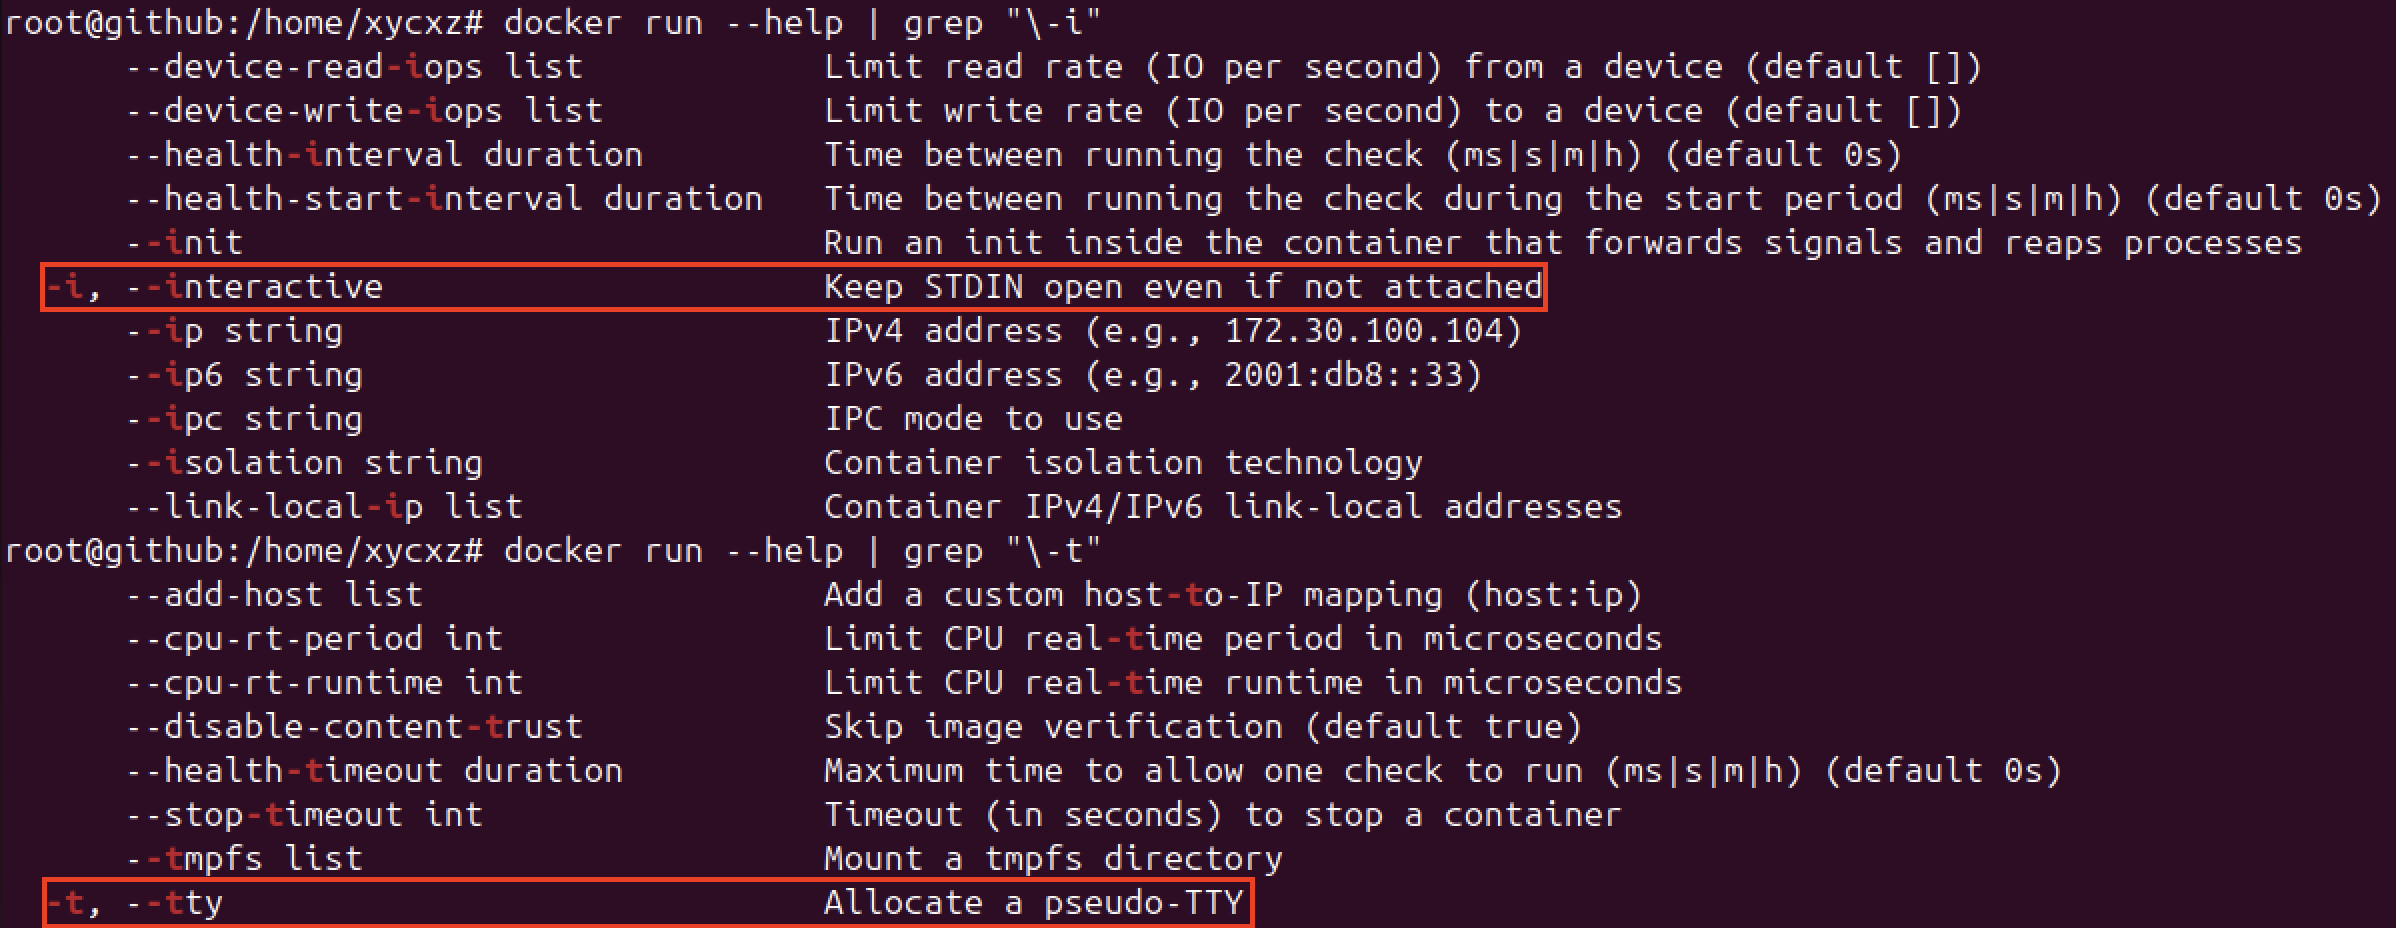 root@github:/home/xycxz# docker run --help | grep "\-i"
--device-read-iops list Limit read rate (IO per second) from a device (default [])
--device-write-iops list Limit write rate (IO per second) to a device (default [])
--health-interval duration Time between running the check (ms|s|m|h) (default 0s)
--health-start-interval duration Time between running the check during the start period (ms|s|m|h) (default 0s)
--init Run an init inside the container that forwards signals and reaps processes
-i, --interactive Keep STDIN open even if not attached
--ip string IPv4 address (e.g., 172.30.100.104)
--ip6 string IPv6 address (e.g., 2001:db8::33)
--ipc string IPC mode to use
--isolation string Container isolation technology
--link-local-ip list Container IPv4/IPv6 link-local addresses
root@github:/home/xycxz# docker run --help | grep "\-t"
--add-host list Add a custom host-to-IP mapping (host:ip)
--cpu-rt-period int Limit CPU real-time period in microseconds
--cpu-rt-runtime int Limit CPU real-time runtime in microseconds
--disable-content-trust Skip image verification (default true)
--health-timeout duration Maximum time to allow one check to run (ms|s|m|h) (default 0s)
--stop-timeout int Timeout (in seconds) to stop a container
--tmpfs list Mount a tmpfs directory
-t, --tty Allocate a pseudo-TTY